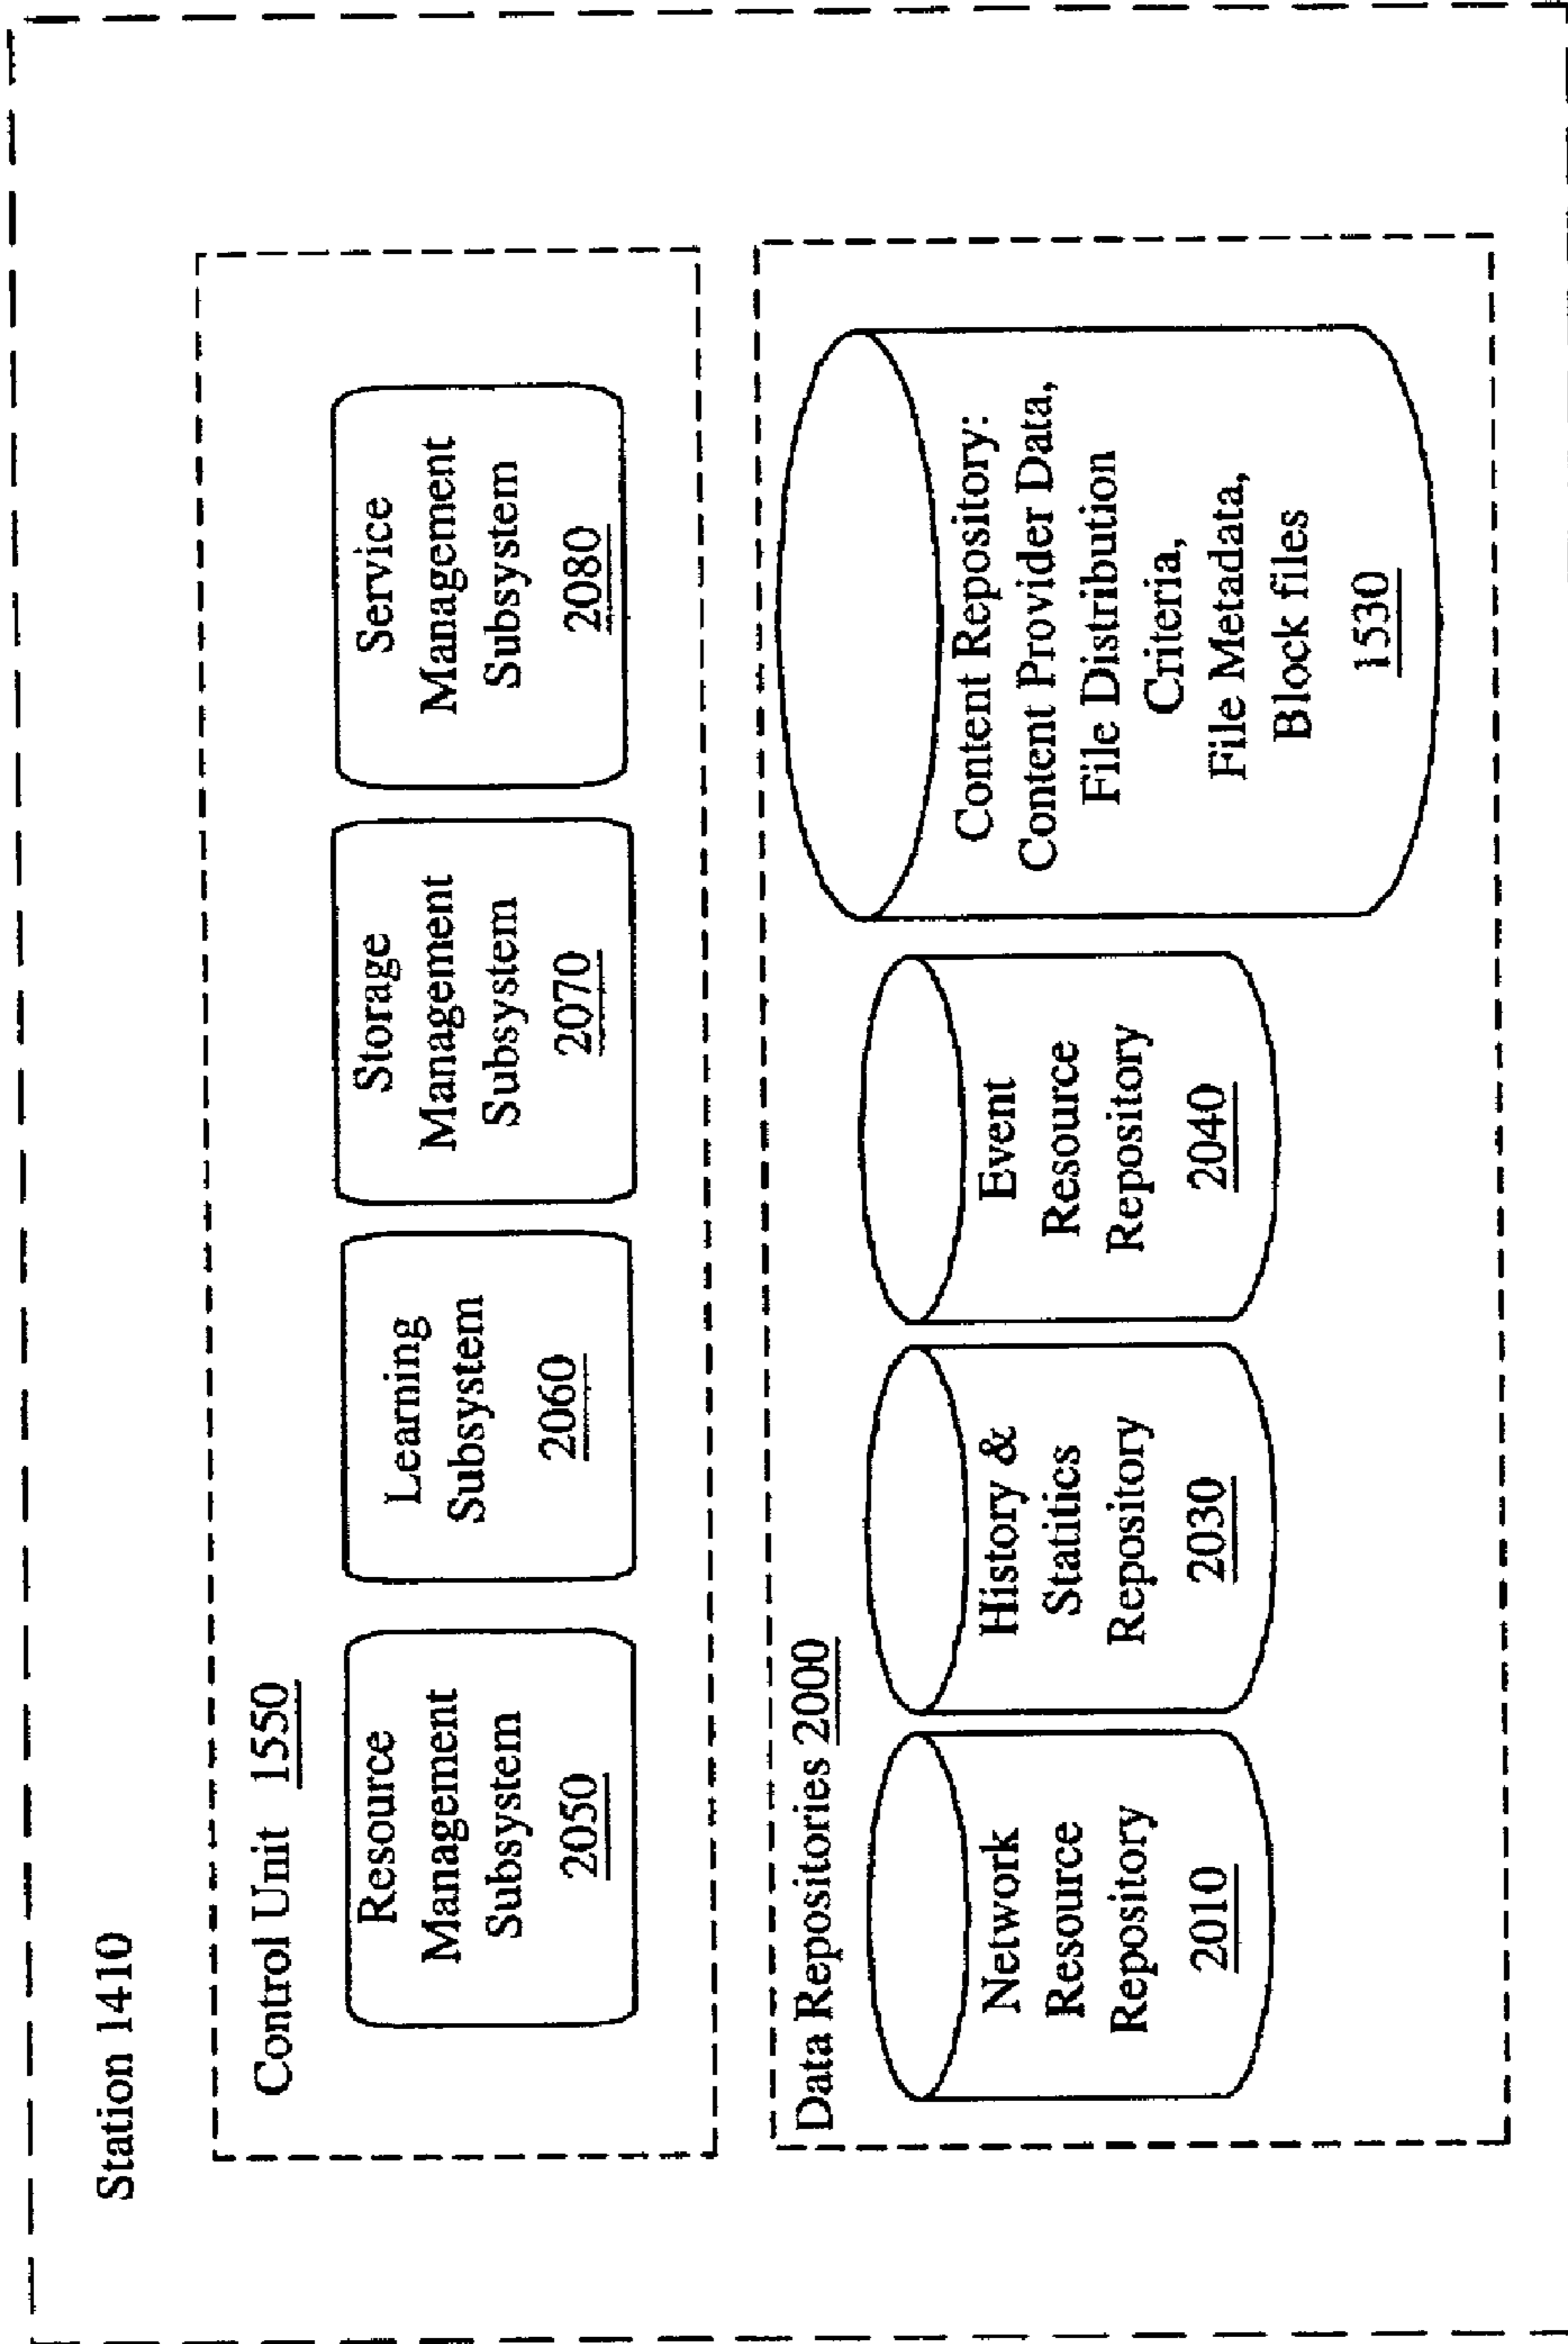 Station 1410
Control Unit 1550
Resource
Management
Subsystem
2050
Learning
Subsystem
2060
Storage
Management
Subsystem
2070
Service
Management
Subsystem
2080
Data Repositories 2000
Network
Resource
Repository
2010
History &
Statitics
Repository
2030
Event
Resource
Repository
2040
Content Repository:
Content Provider Data,
File Distribution
Criteria,
File Metadata,
Block files
1530